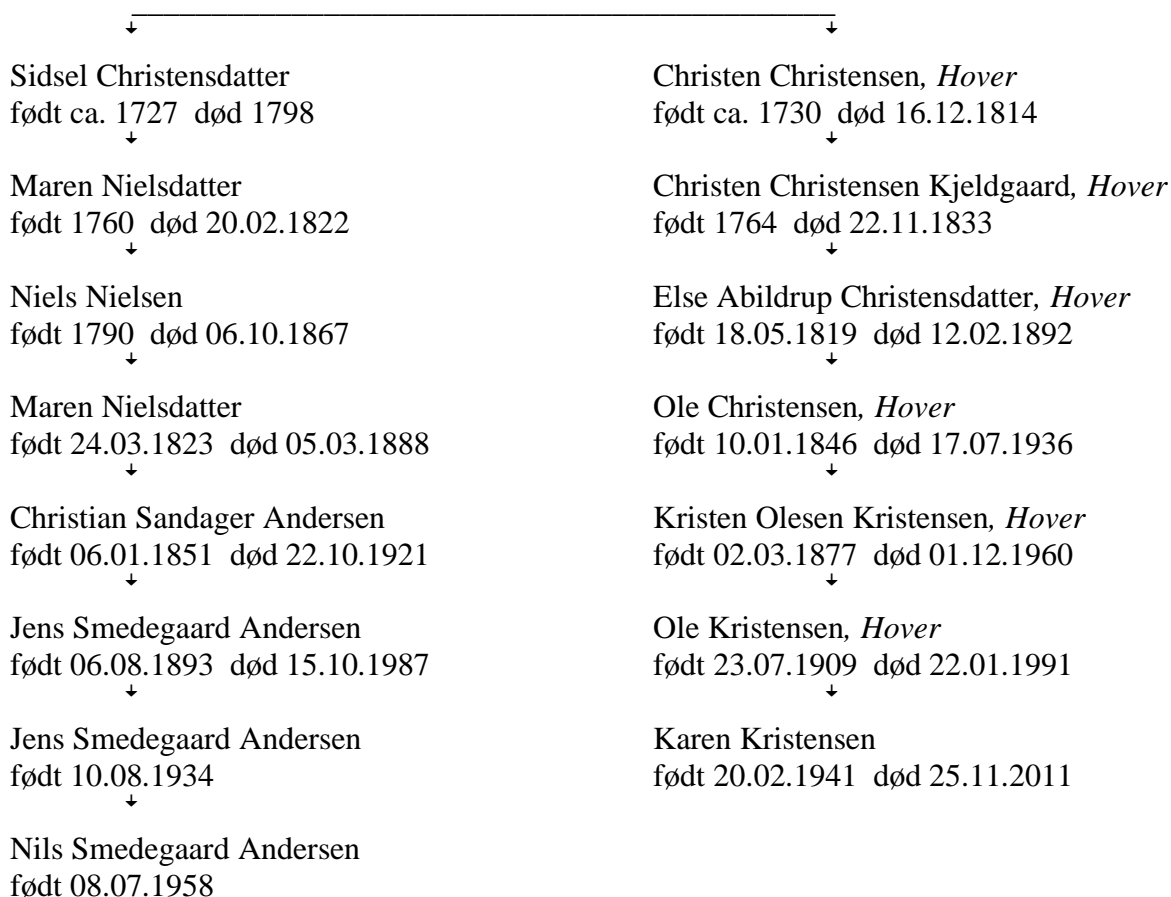 Sidsel Christensdatter
født ca. 1727 død 1798
Maren Nielsdatter
født 1760 død 20.02.1822
Niels Nielsen
født 1790 død 06.10.1867
Maren Nielsdatter
født 24.03.1823 død 05.03.1888
Christian Sandager Andersen
født 06.01.1851 død 22.10.1921
Jens Smedegaard Andersen
født 06.08.1893 død 15.10.1987
Jens Smedegaard Andersen
født 10.08.1934
Nils Smedegaard Andersen
født 08.07.1958
Christen Christensen, Hover
født ca. 1730 død 16.12.1814
Christen Christensen Kjeldgaard, Hover
født 1764 død 22.11.1833
Else Abildrup Christensdatter, Hover
født 18.05.1819 død 12.02.1892
Ole Christensen, Hover
født 10.01.1846 død 17.07.1936
Kristen Olesen Kristensen, Hover
født 02.03.1877 død 01.12.1960
Ole Kristensen, Hover
født 23.07.1909 død 22.01.1991
Karen Kristensen
født 20.02.1941 død 25.11.2011